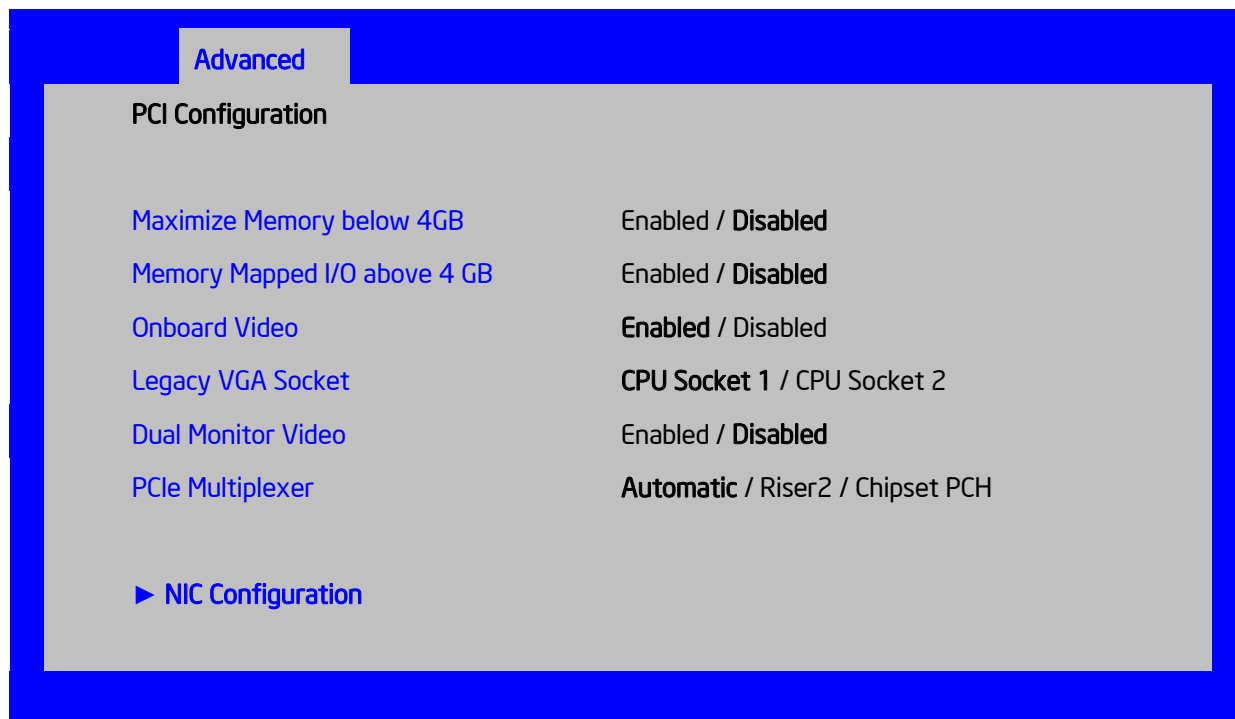 Advanced
PCI Configuration
Maximize Memory below 4GB Enabled / Disabled
Memory Mapped I/O above 4 GB Enabled / Disabled
Onboard Video Enabled / Disabled
Legacy VGA Socket CPU Socket 1 / CPU Socket 2
Dual Monitor Video Enabled / Disabled
PCIe Multiplexer Automatic / Riser2 / Chipset PCH
► NIC Configuration